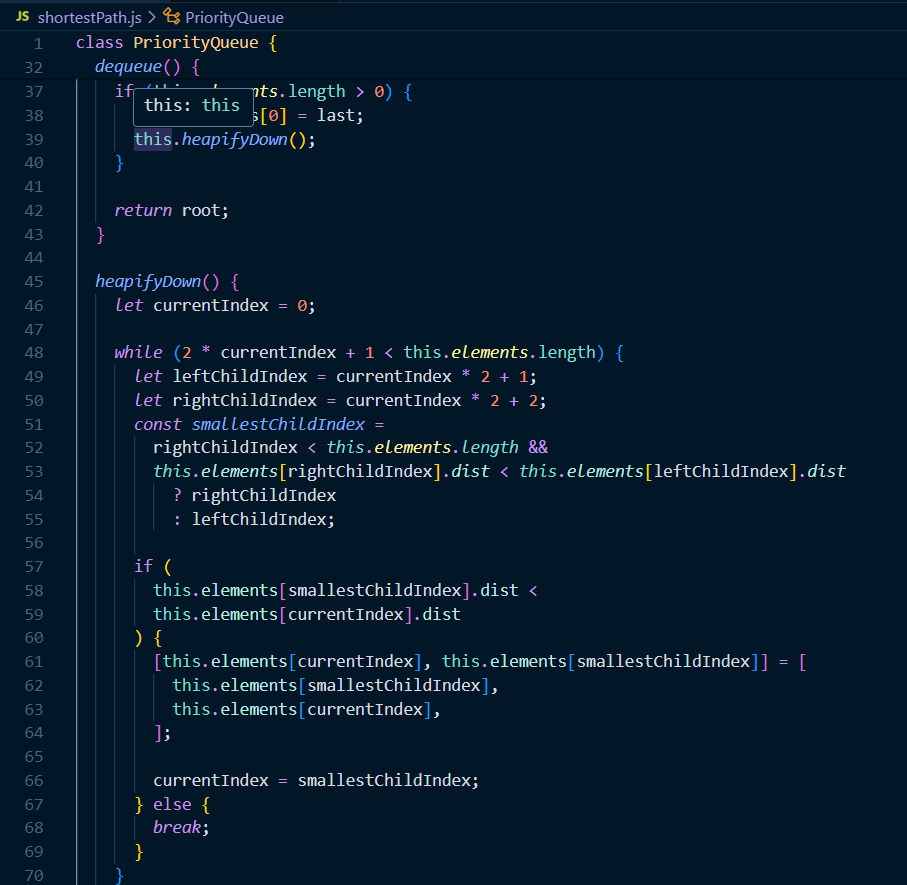 JS shortestPath.js > PriorityQueue
1 class PriorityQueue {
32 dequeue() {
37 if (this.elements.length > 0) {
this: this
38 s[0] = last;
39 this.heapifyDown();
40 }
41
42 return root;
43 }
44
45 heapifyDown() {
46 let currentIndex = 0;
47
48 while (2 * currentIndex + 1 < this.elements.length) {
49 let leftChildIndex = currentIndex * 2 + 1;
50 let rightChildIndex = currentIndex * 2 + 2;
51 const smallestChildIndex =
52 rightChildIndex < this.elements.length &&
53 this.elements[rightChildIndex].dist < this.elements[leftChildIndex].dist
54 ? rightChildIndex
55 : leftChildIndex;
56
57 if (
58 this.elements[smallestChildIndex].dist <
59 this.elements[currentIndex].dist
60 ) {
61 [this.elements[currentIndex], this.elements[smallestChildIndex]] = [
62 this.elements[smallestChildIndex],
63 this.elements[currentIndex],
64 ];
65
66 currentIndex = smallestChildIndex;
67 } else {
68 break;
69 }
70 }